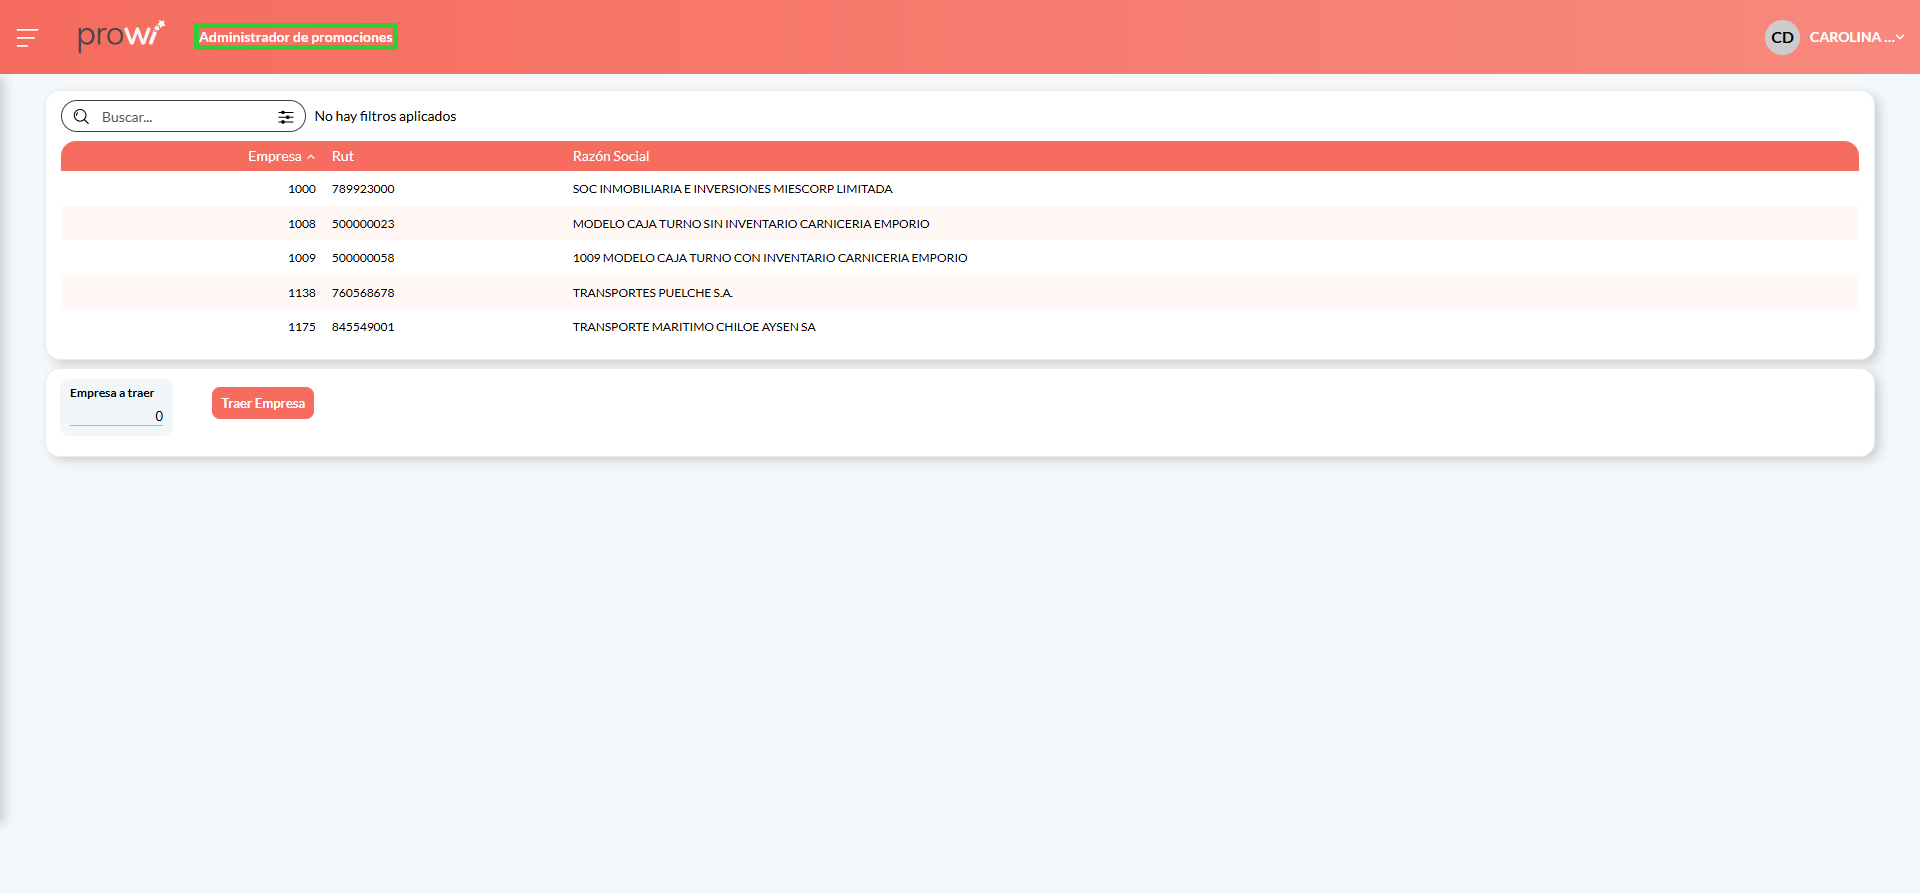 prowi
Administrador de promociones
CD
CAROLINA ...
Buscar...
No hay filtros aplicados
Empresa Rut Razón Social
1000 789923000 SOC INMOBILIARIA E INVERSIONES MIESCORP LIMITADA
1008 500000023 MODELO CAJA TURNO SIN INVENTARIO CARNICERIA EMPORIO
1009 500000058 1009 MODELO CAJA TURNO CON INVENTARIO CARNICERIA EMPORIO
1138 760568678 TRANSPORTES PUELCHE S.A.
1175 845549001 TRANSPORTE MARITIMO CHILOE AYSEN SA
Empresa a traer
0
Traer Empresa